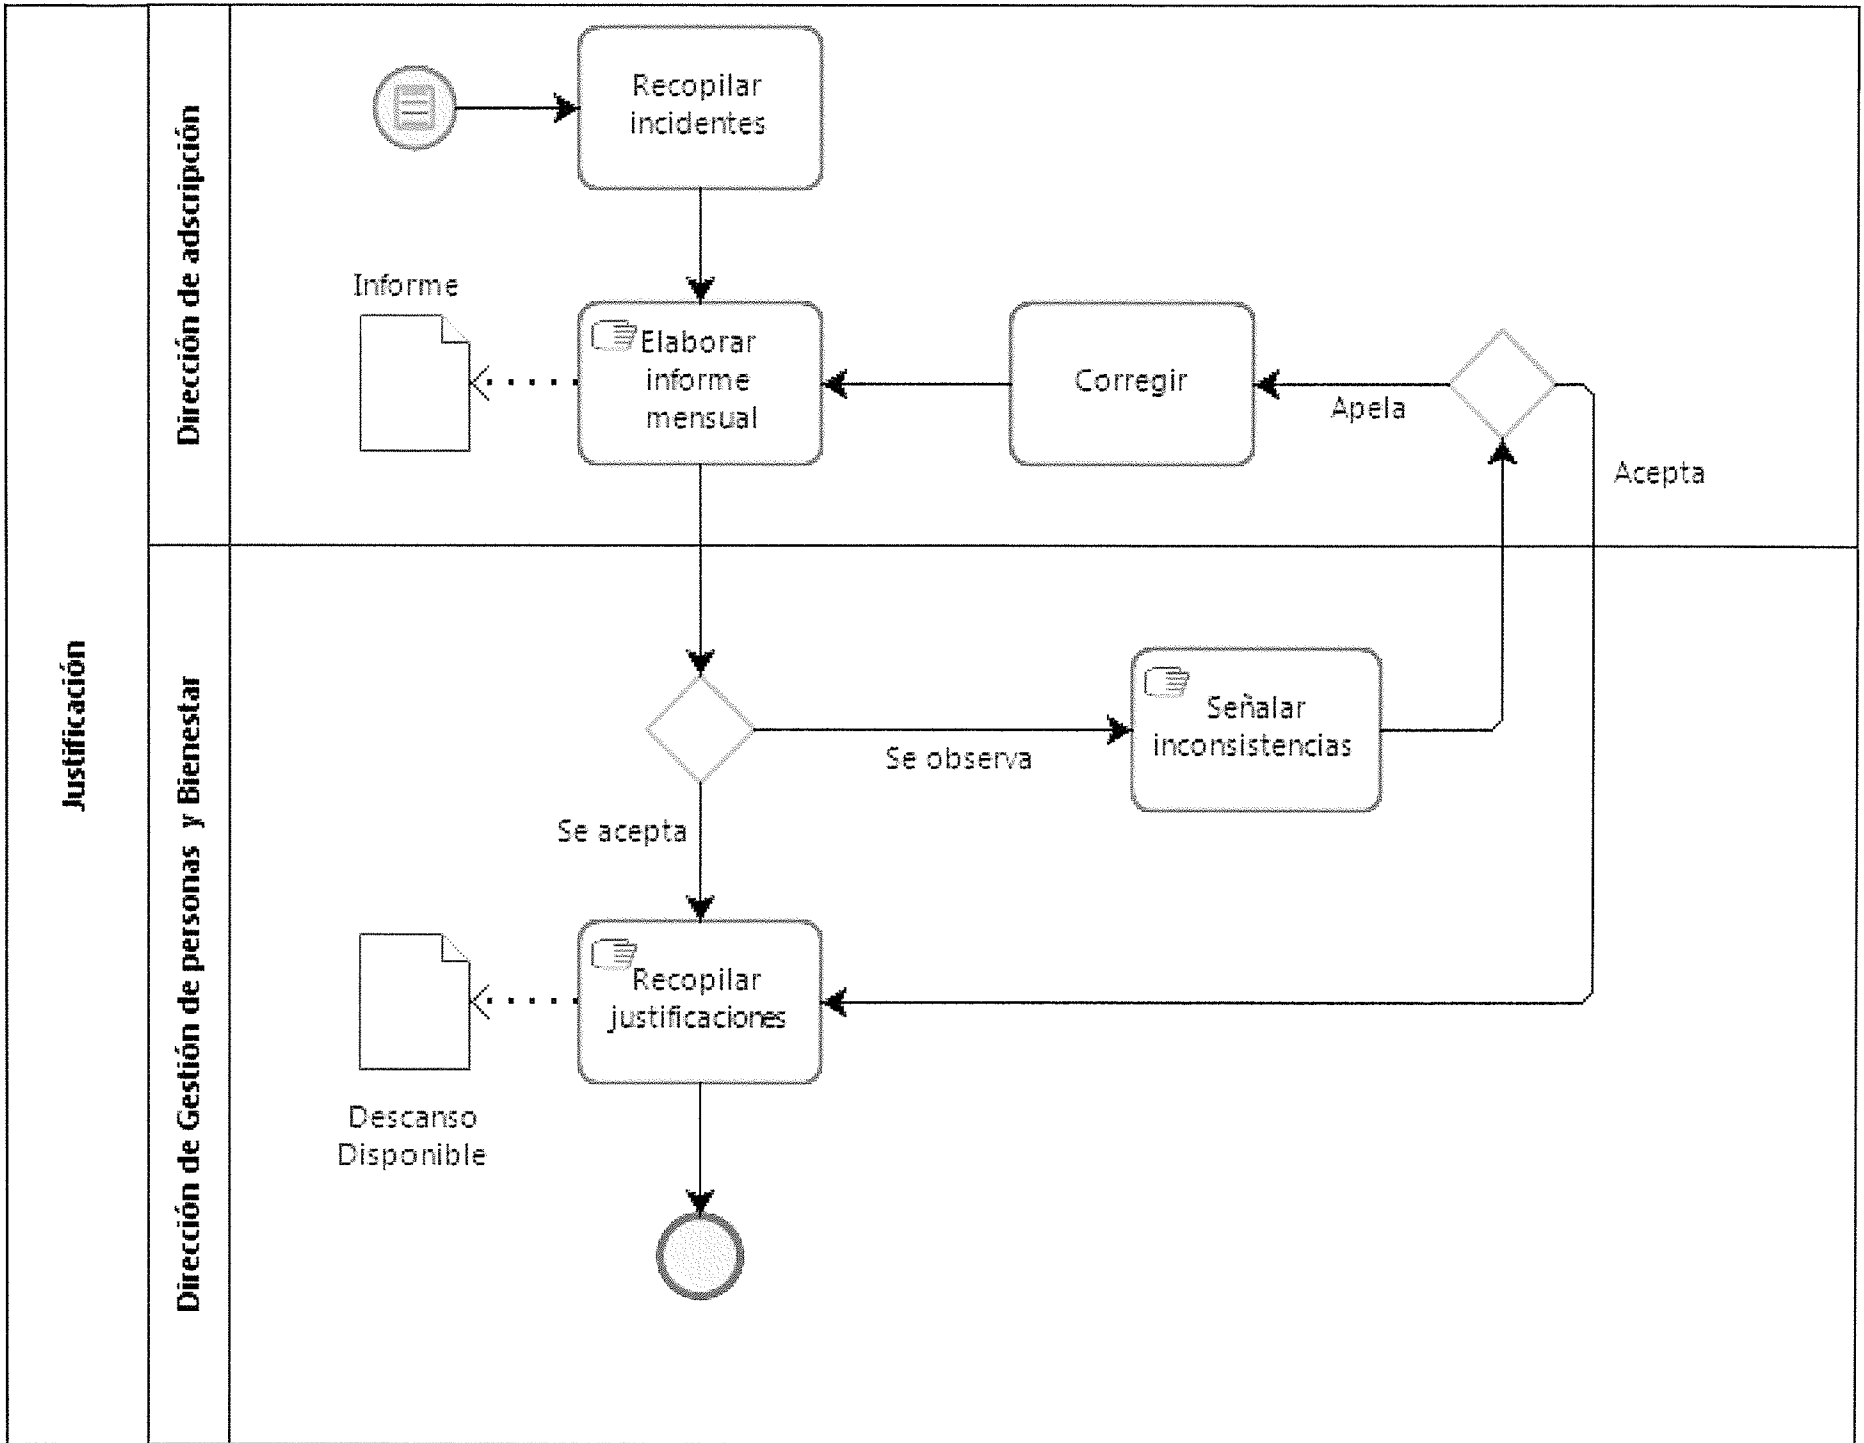 Justificación
Dirección de adscripción
Recopilar
incidentes
Informe
Elaborar
informe
mensual
Corregir
Apela
Acepta
Dirección de Gestión de personas y Bienestar
Se observa
Señalar
inconsistencias
Se acepta
Recopilar
justificaciones
Descanso
Disponible